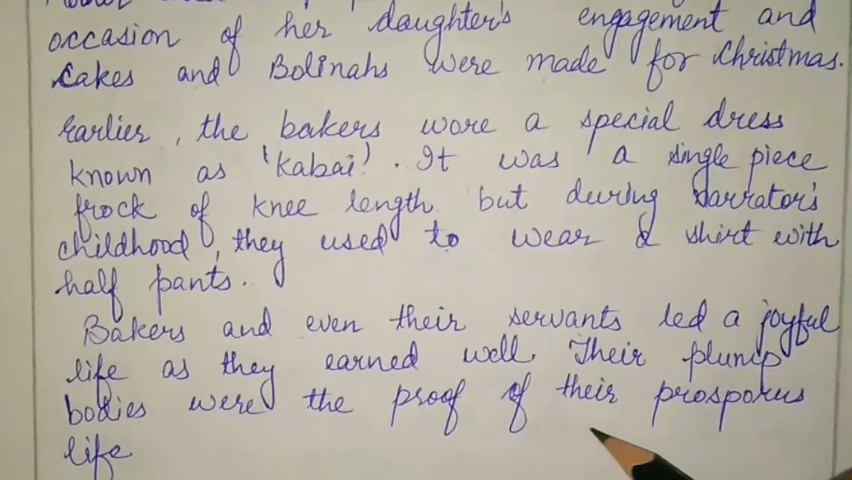 occasion of her daughter's engagement and
cakes and Bolinahs were made for Christmas.
Earlier, the bakers wore a special dress
known as 'Kabai'. It was a single piece
frock of knee length but during narrator's
childhood, they used to wear a shirt with
half pants.
Bakers and even their servants led a joyful
life as they earned well. Their plump
bodies were the proof of their prosporus
life